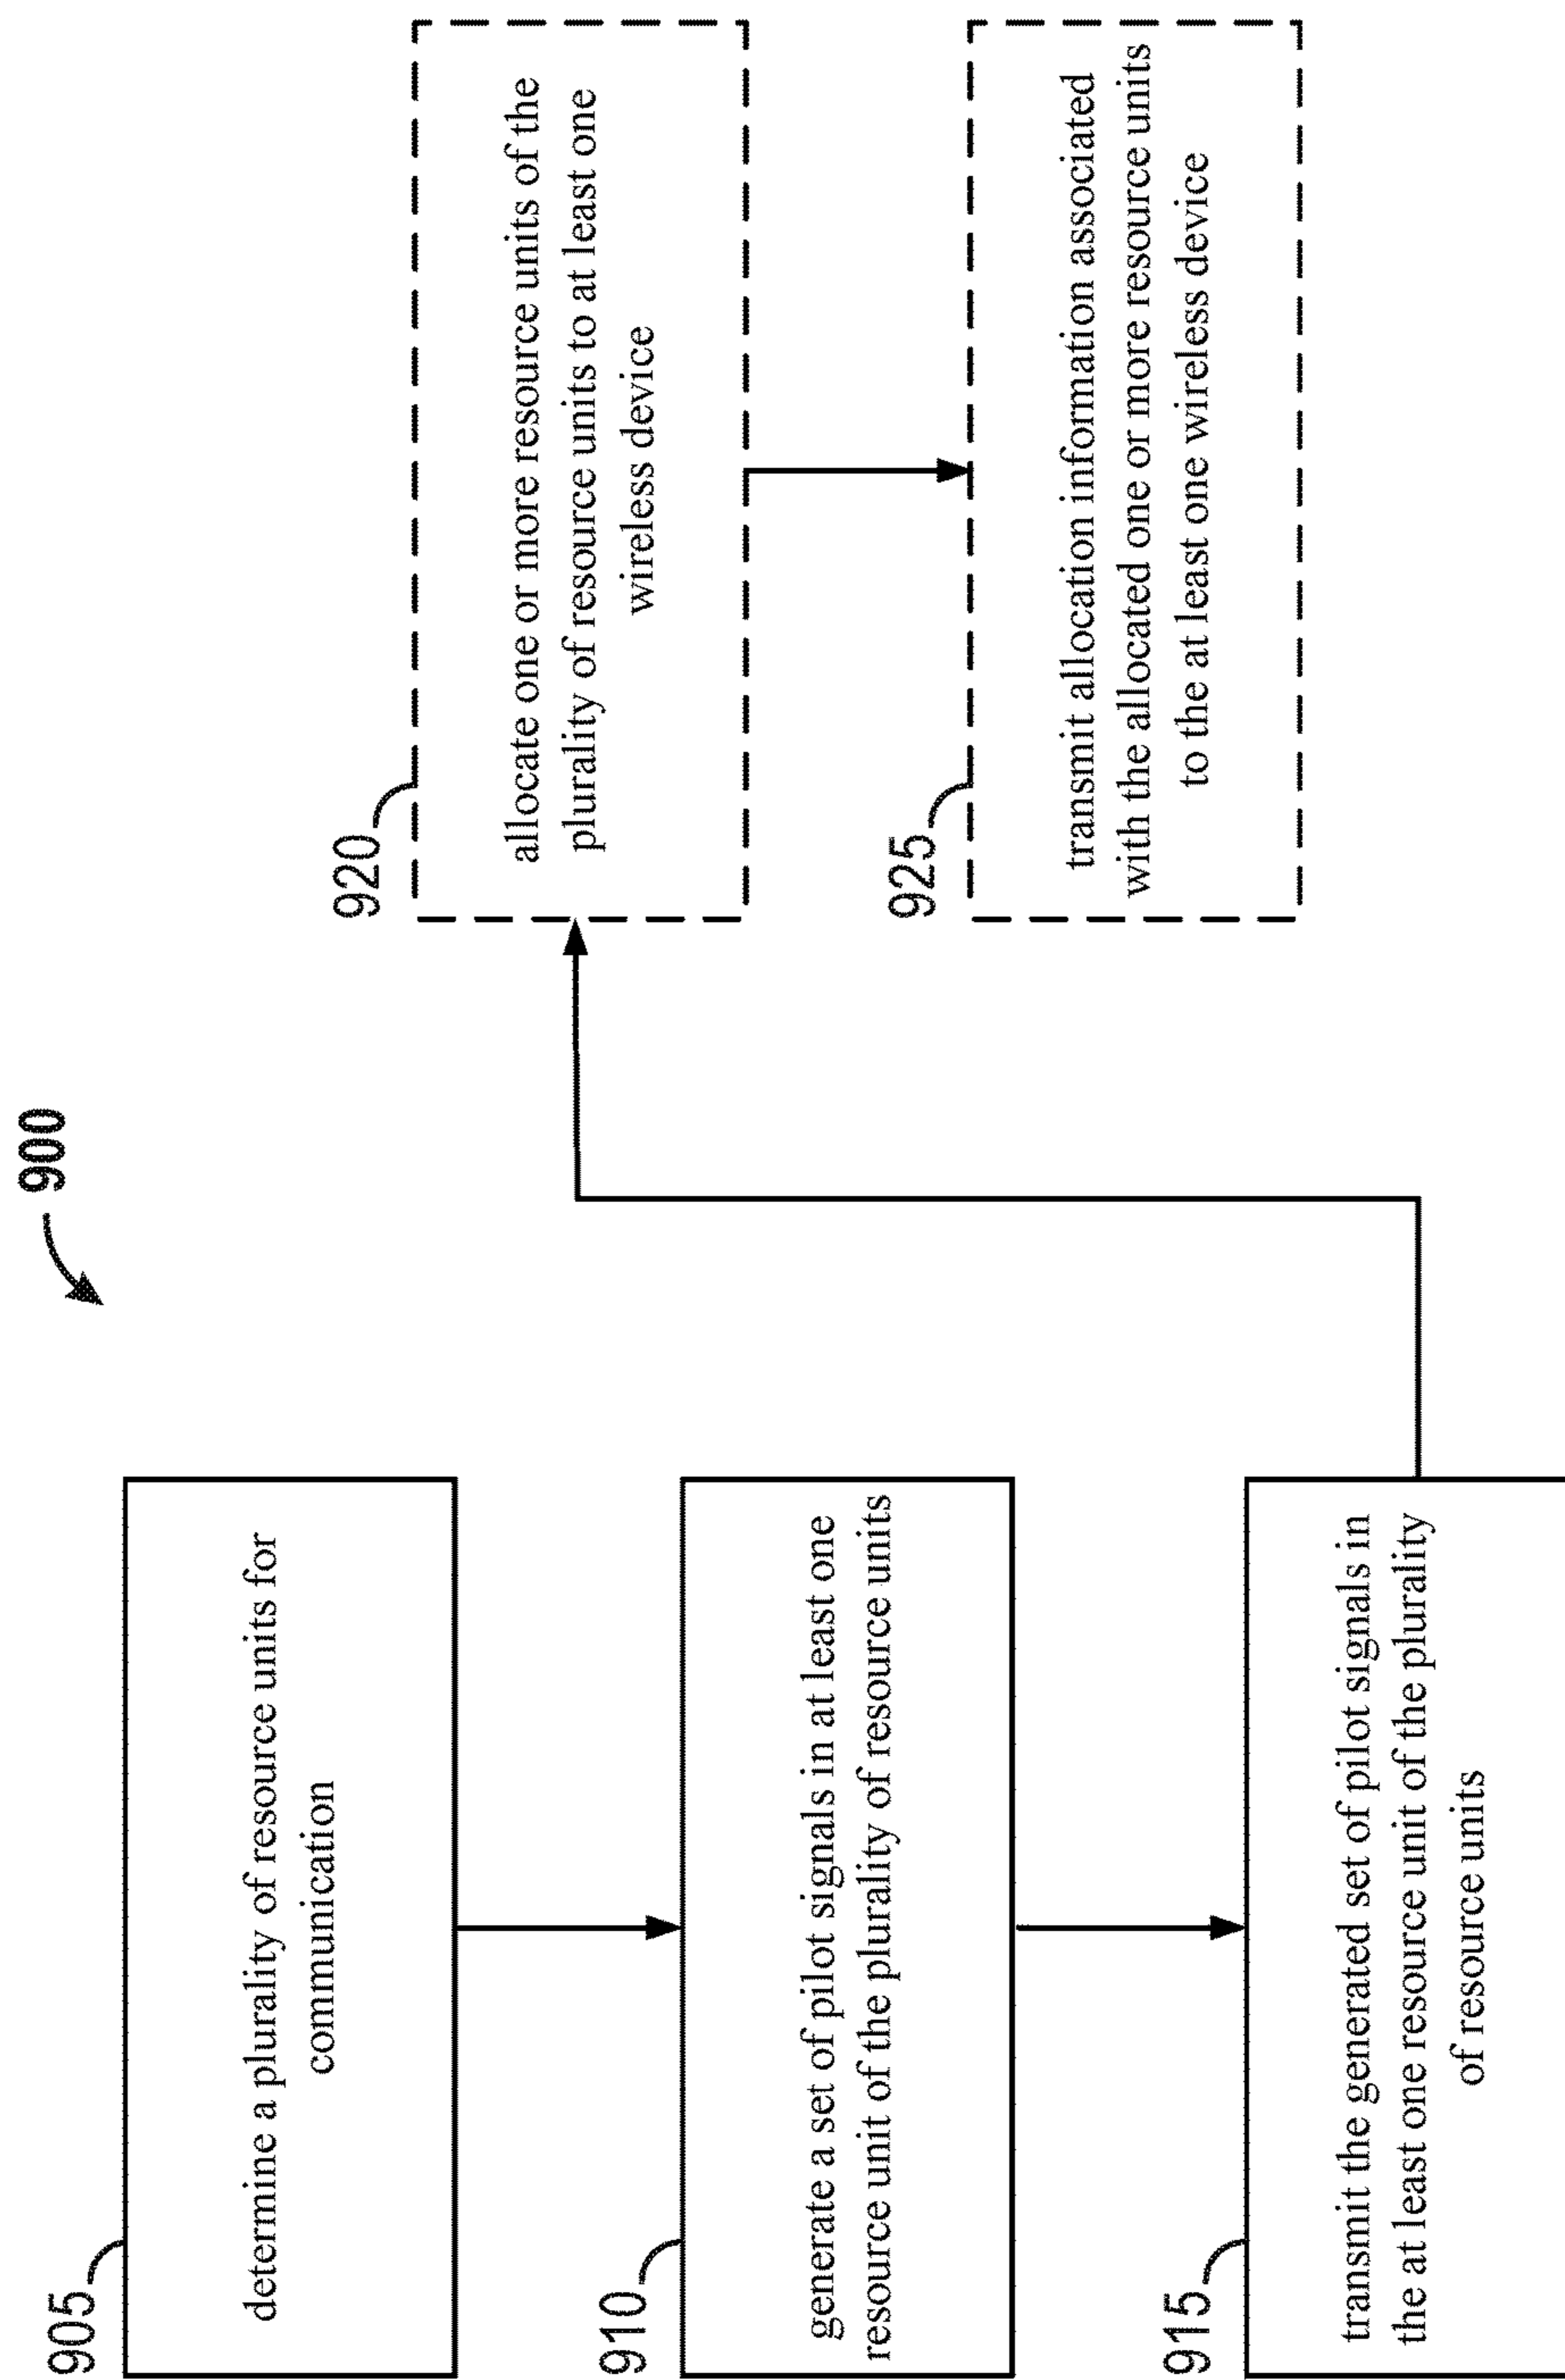 900
905
determine a plurality of resource units for
communication
910
generate a set of pilot signals in at least one
resource unit of the plurality of resource units
915
transmit the generated set of pilot signals in
the at least one resource unit of the plurality
of resource units
920
allocate one or more resource units of the
plurality of resource units to at least one
wireless device
925
transmit allocation information associated
with the allocated one or more resource units
to the at least one wireless device